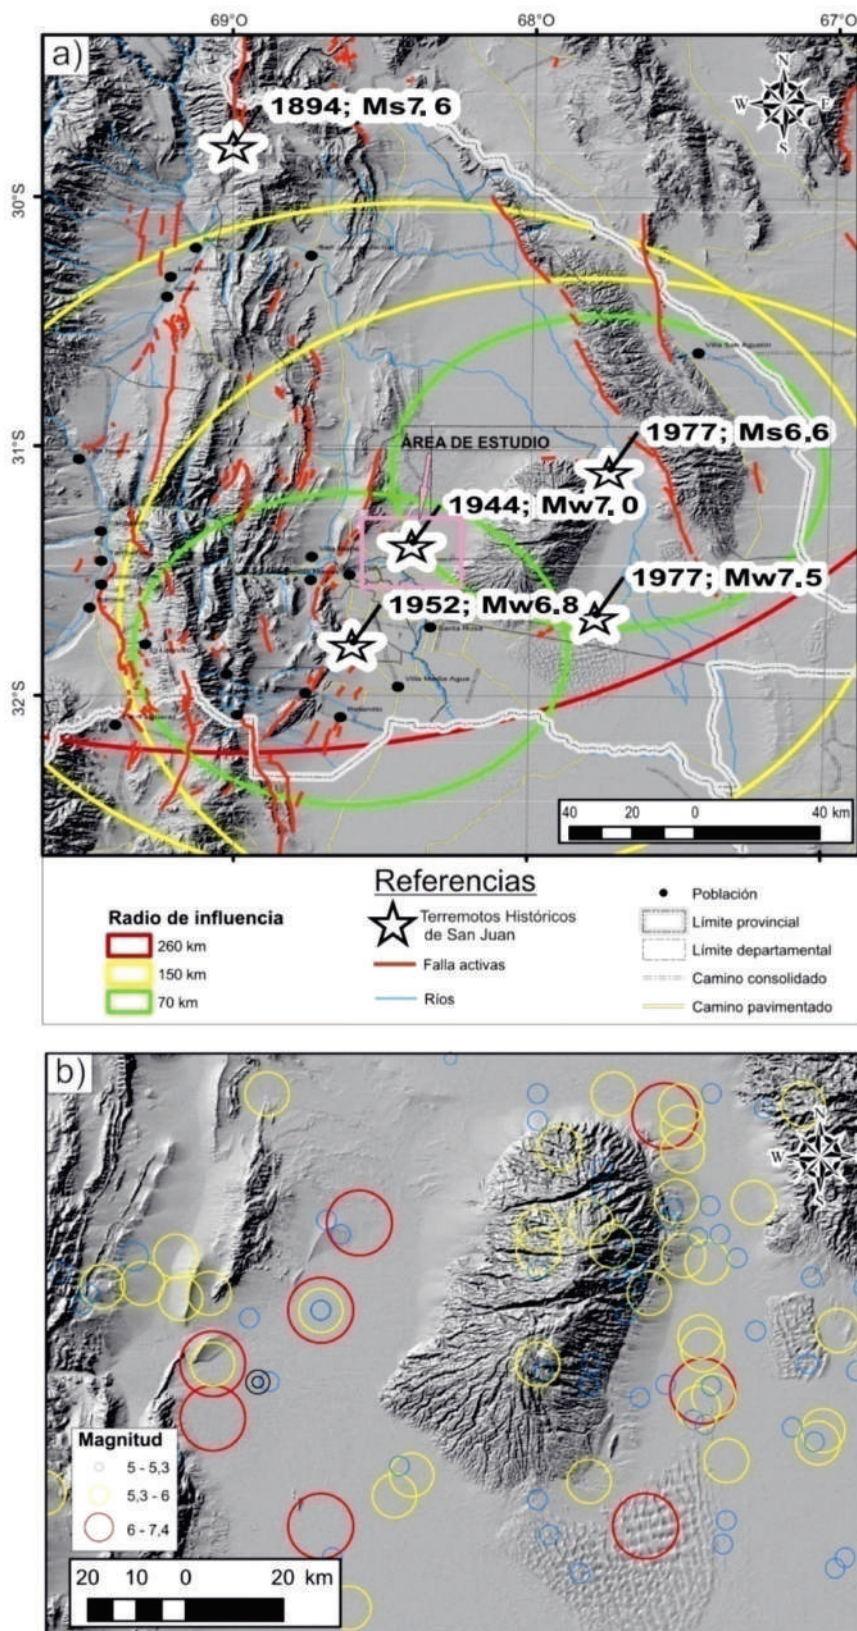 69°O 68°O 67°O
a)
1894; Ms7.6
N
W E
S
30°S
Villa San Agustín
31°S
ÁREA DE ESTUDIO
1977; Ms6.6
1944; Mw7.0
1977; Mw7.5
1952; Mw6.8
Santa Rosa
Villa Media Agua
32°S
40 20 0 40 km
Referencias
Radio de influencia
260 km
150 km
70 km
Terremotos Históricos
de San Juan
Falla activas
Ríos
Población
Límite provincial
Límite departamental
Camino consolidado
Camino pavimentado
b)
N
W
S
Magnitud
5 - 5,3
5,3 - 6
6 - 7,4
20 10 0 20 km